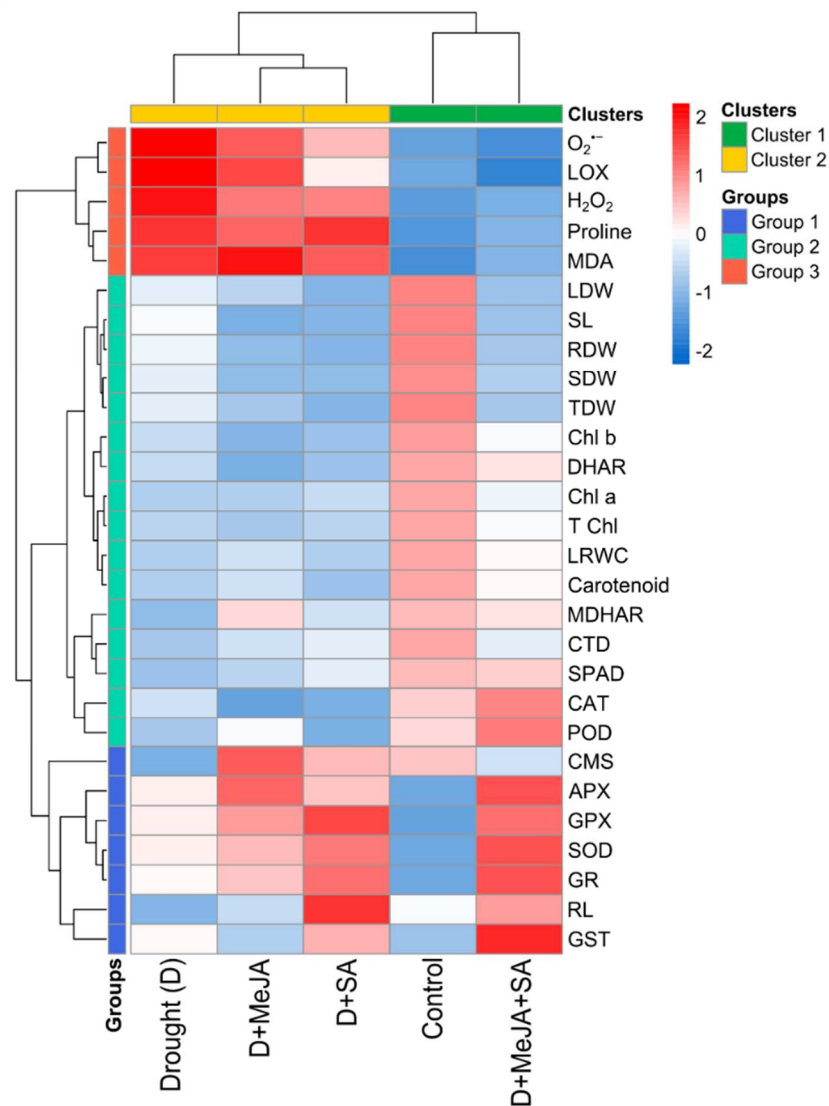 Clusters
O₂•−
LOX
H₂O₂
Proline
MDA
LDW
SL
RDW
SDW
TDW
Chl b
DHAR
Chl a
T Chl
LRWC
Carotenoid
MDHAR
CTD
SPAD
CAT
POD
CMS
APX
GPX
SOD
GR
RL
GST
Groups
Drought (D)
D+MeJA
D+SA
Control
D+MeJA+SA
2
1
0
-1
-2
Clusters
Cluster 1
Cluster 2
Groups
Group 1
Group 2
Group 3